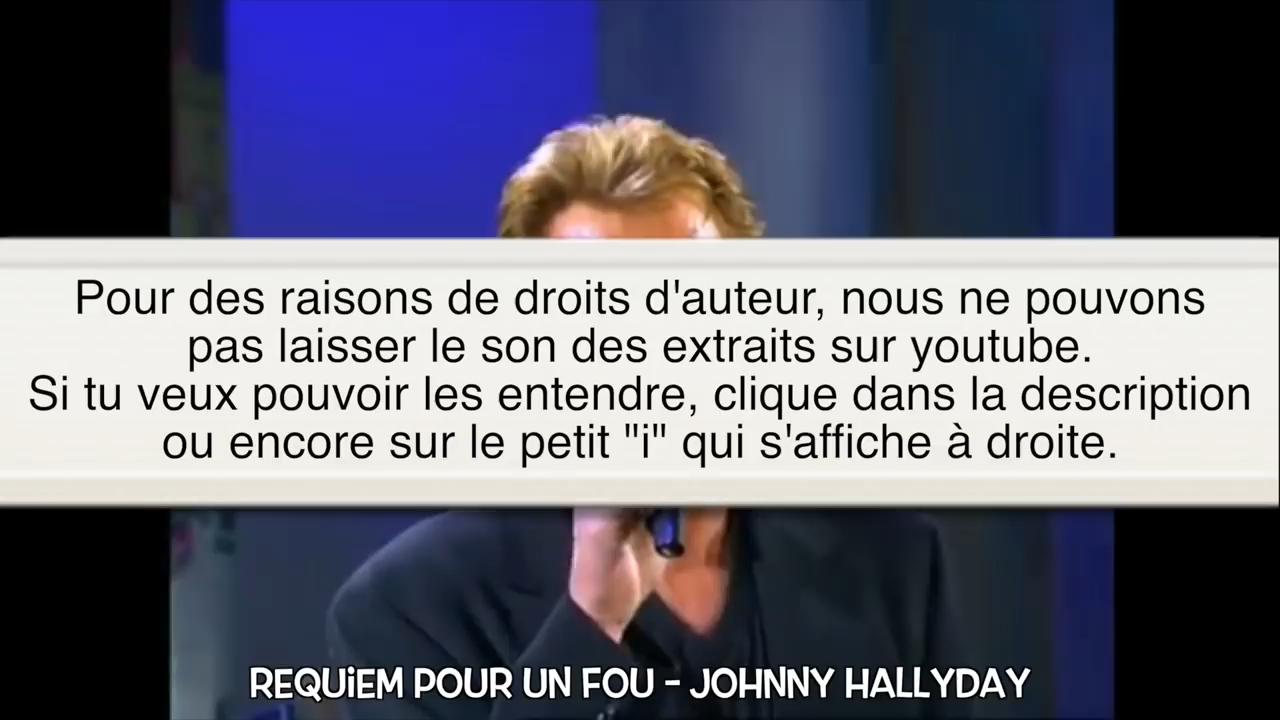 Pour des raisons de droits d'auteur, nous ne pouvons
pas laisser le son des extraits sur youtube.
Si tu veux pouvoir les entendre, clique dans la description
ou encore sur le petit "i" qui s'affiche à droite.
REQUiEM POUR UN FOU - JOHNNY HALLYDAY